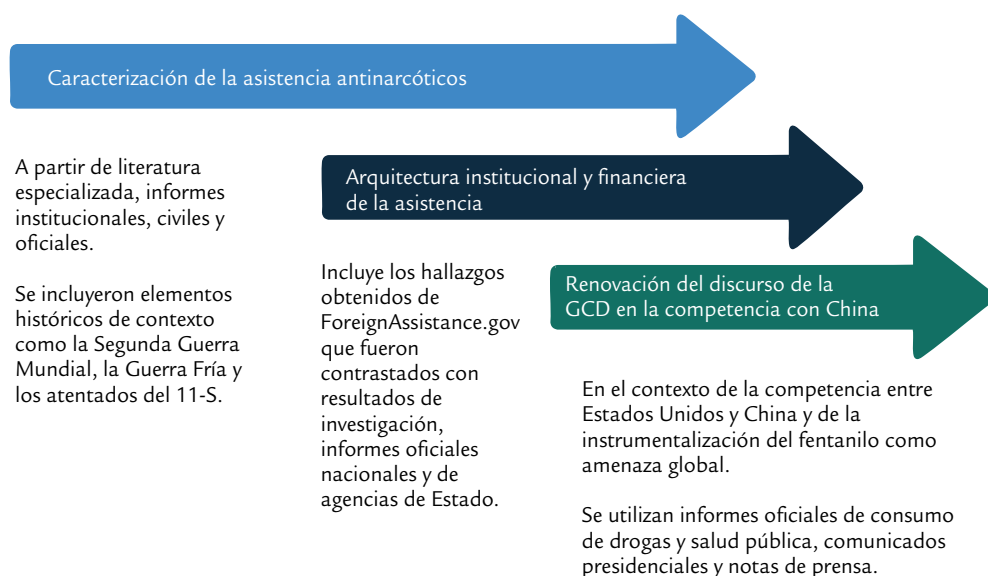 Caracterización de la asistencia antinarcóticos
A partir de literatura
especializada, informes
institucionales, civiles y
oficiales.
Se incluyeron elementos
históricos de contexto
como la Segunda Guerra
Mundial, la Guerra Fría y
los atentados del 11-S.
Arquitectura institucional y financiera
de la asistencia
Incluye los hallazgos
obtenidos de
ForeignAssistance.gov
que fueron
contrastados con
resultados de
investigación,
informes oficiales
nacionales y de
agencias de Estado.
Renovación del discurso de la
GCD en la competencia con China
En el contexto de la competencia entre
Estados Unidos y China y de la
instrumentalización del fentanilo como
amenaza global.
Se utilizan informes oficiales de consumo
de drogas y salud pública, comunicados
presidenciales y notas de prensa.